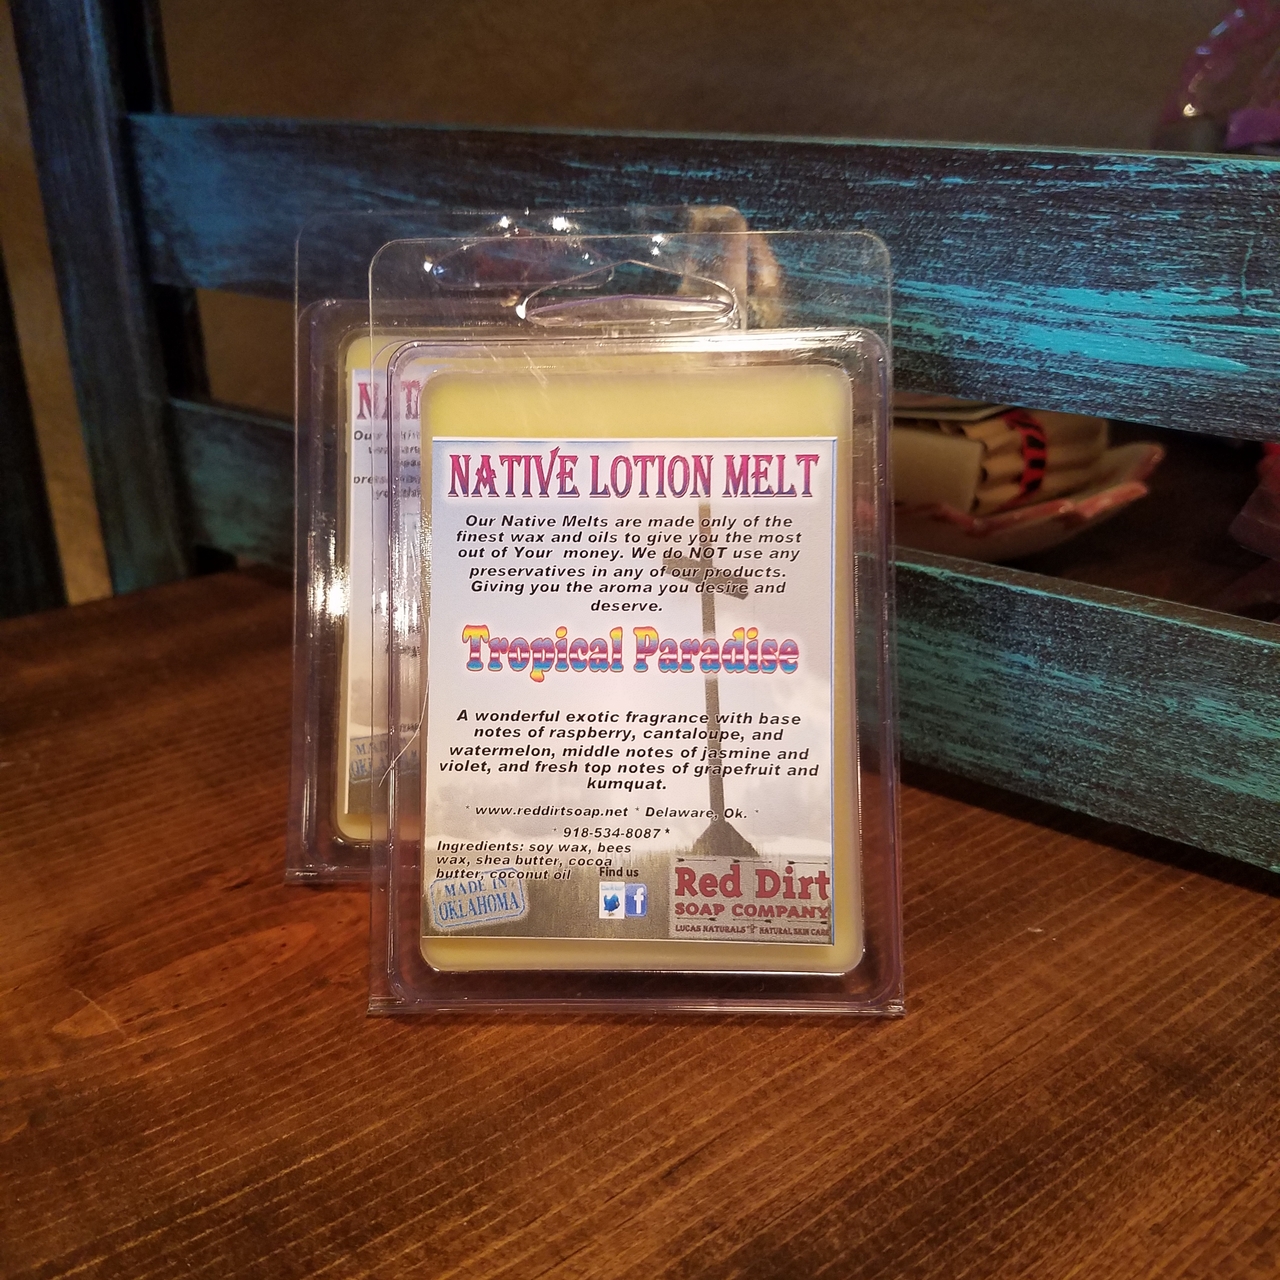 NATIVE LOTION MELT
Our Native Melts are made only of the
finest wax and oils to give you the most
out of Your money. We do NOT use any
preservatives in any of our products.
Giving you the aroma you desire and
deserve.
Tropical Paradise
A wonderful exotic fragrance with base
notes of raspberry, cantaloupe, and
watermelon, middle notes of jasmine and
violet, and fresh top notes of grapefruit and
kumquat.
* www.reddirtsoap.net * Delaware, Ok. *
* 918-534-8087 *
Ingredients: soy wax, bees
wax, shea butter, cocoa
butter, coconut oil
Find us
MADE IN
OKLAHOMA
f
Red Dirt
SOAP COMPANY
LUCAS NATURALS NATURAL SKIN CARE